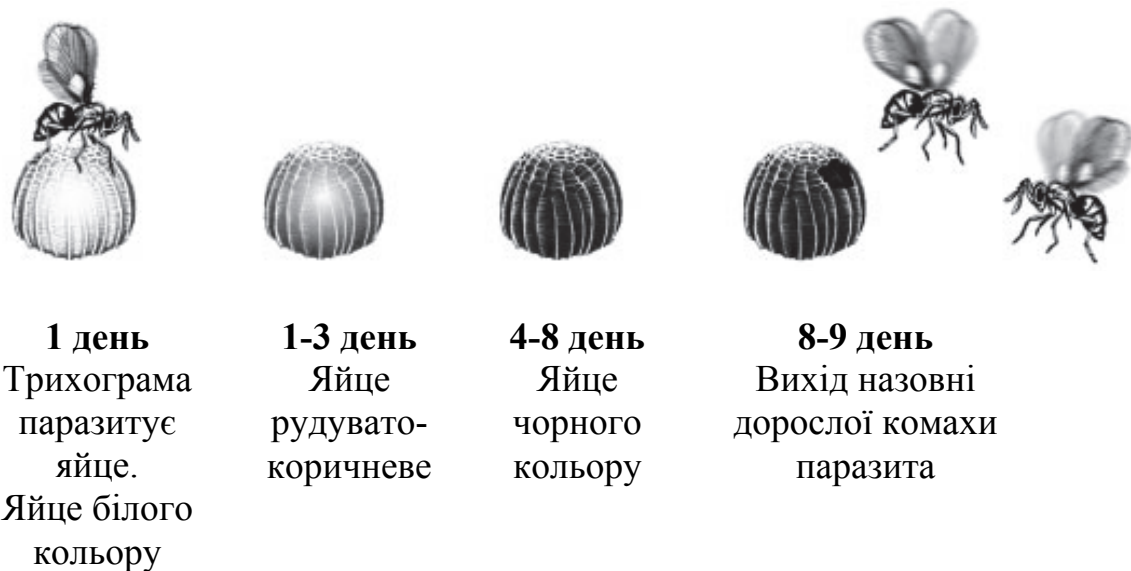 1 день
Трихограма
паразитує
яйце.
Яйце білого
кольору
1-3 день
Яйце
рудувато-
коричневе
4-8 день
Яйце
чорного
кольору
8-9 день
Вихід назовні
дорослої комахи
паразита